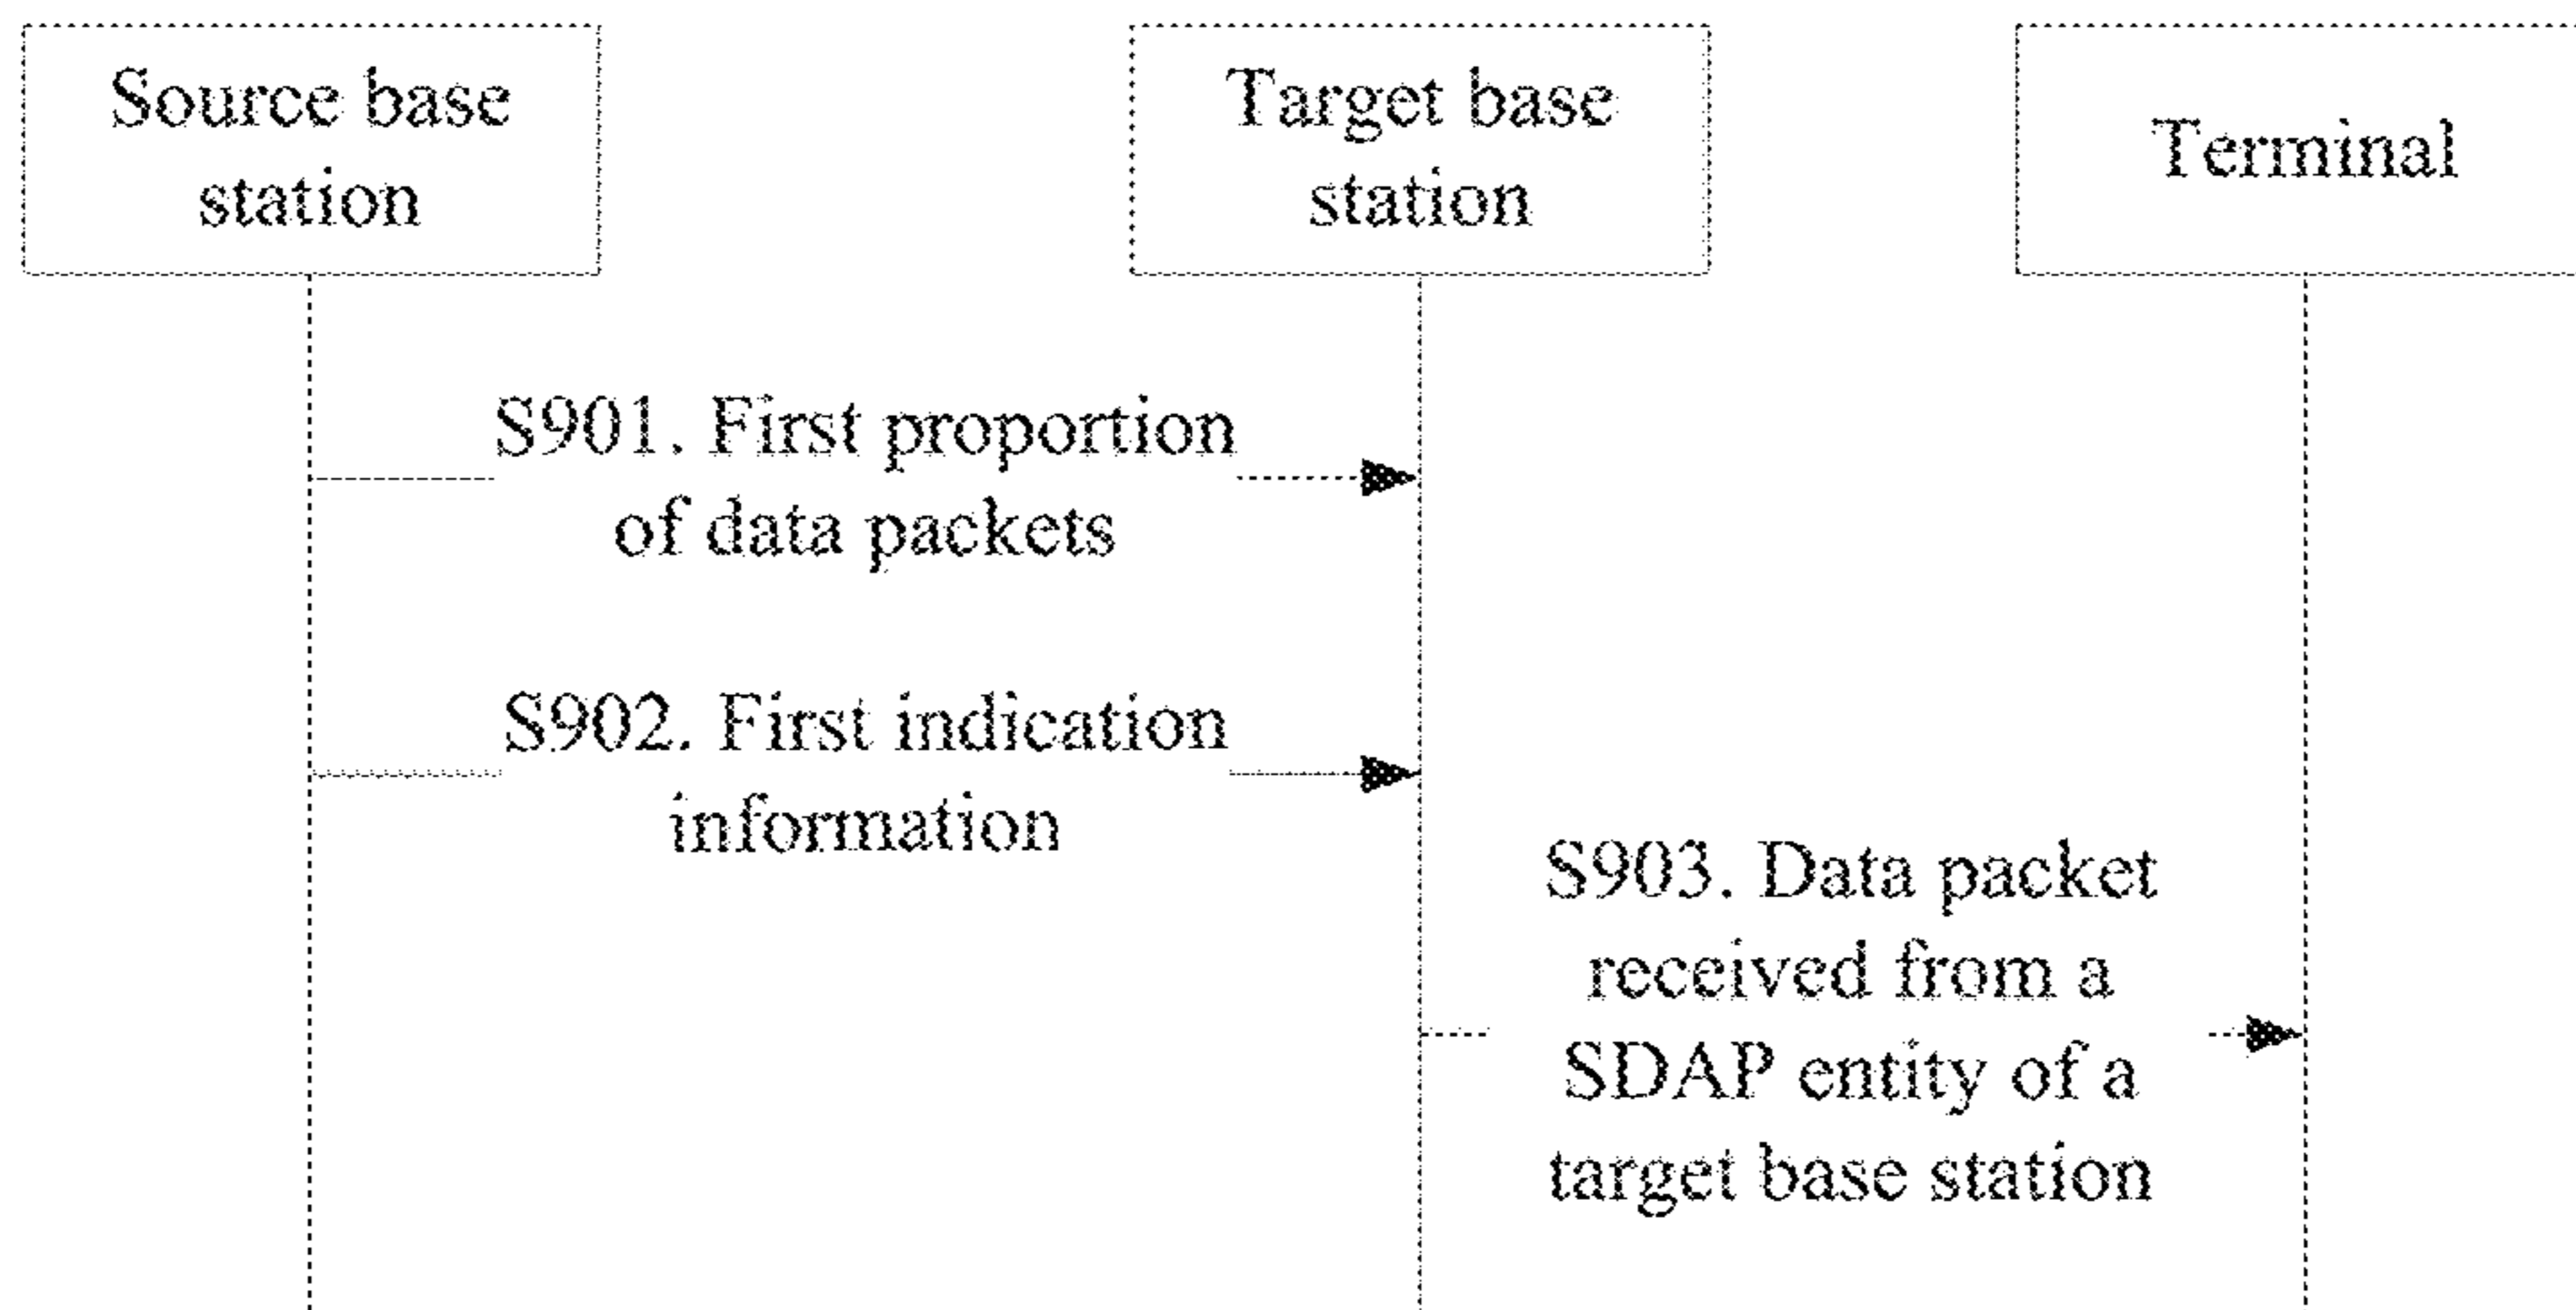 Source base
station
Target base
station
Terminal
S901. First proportion
of data packets
S902. First indication
information
S903. Data packet
received from a
SDAP entity of a
target base station